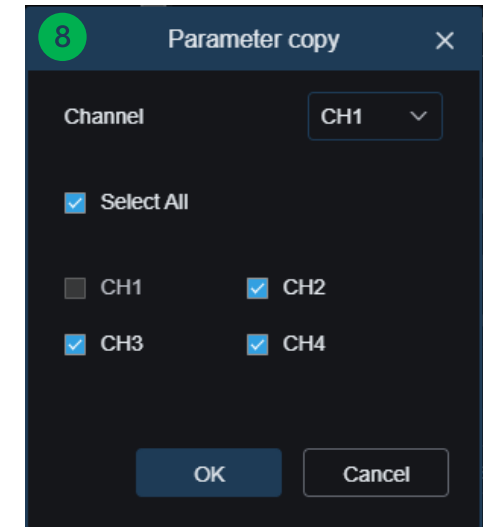 8 Parameter copy
Channel CH1
Select All
CH1 CH2
CH3 CH4
OK Cancel